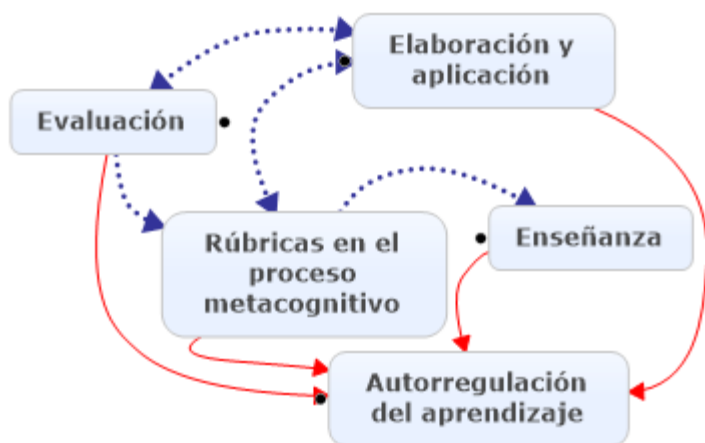 Elaboración y
aplicación
Evaluación
Rúbricas en el
proceso
metacognitivo
Enseñanza
Autorregulación
del aprendizaje